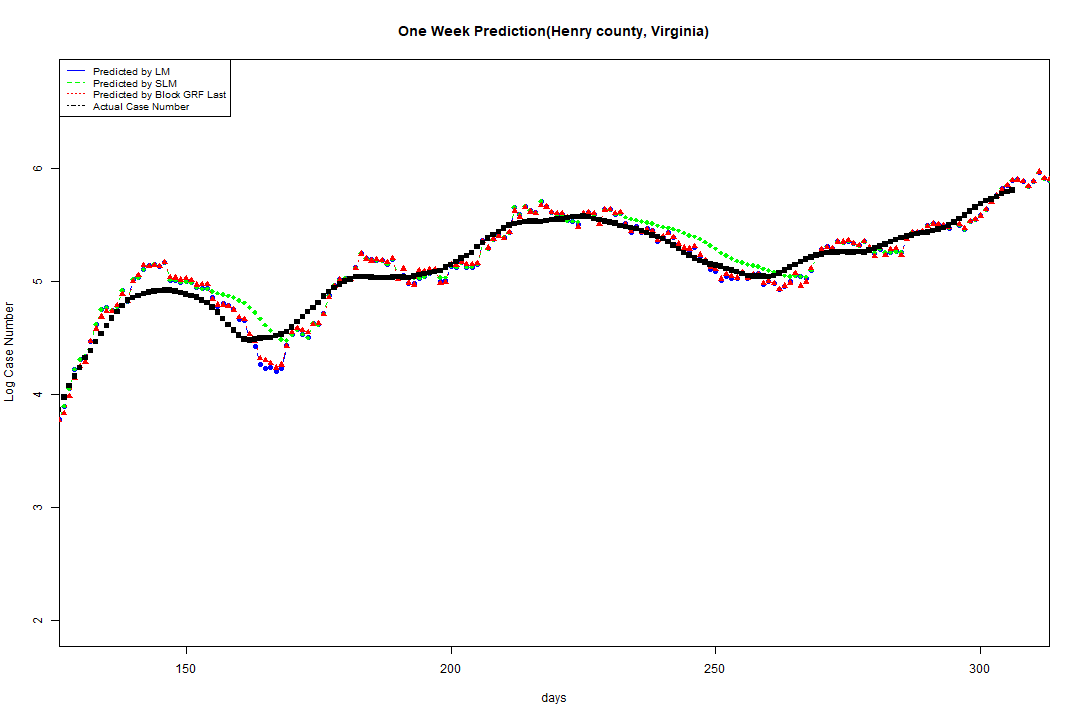 One Week Prediction(Henry county, Virginia)
Predicted by LM
Predicted by SLM
Predicted by Block GRF Last
Actual Case Number
6
5
4
3
2
Log Case Number
150 200 250 300
days